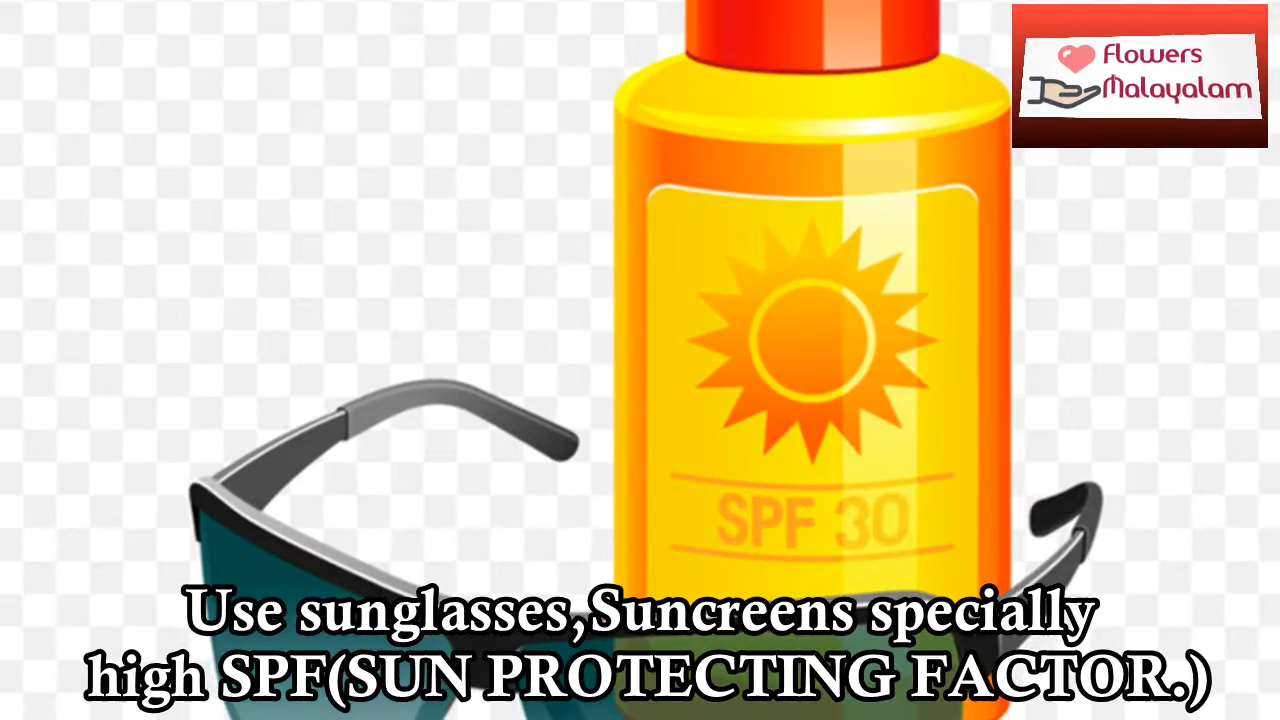 Flowers
Malayalam
SPF 30
Use sunglasses,Suncreens specially
high SPF(SUN PROTECTING FACTOR.)